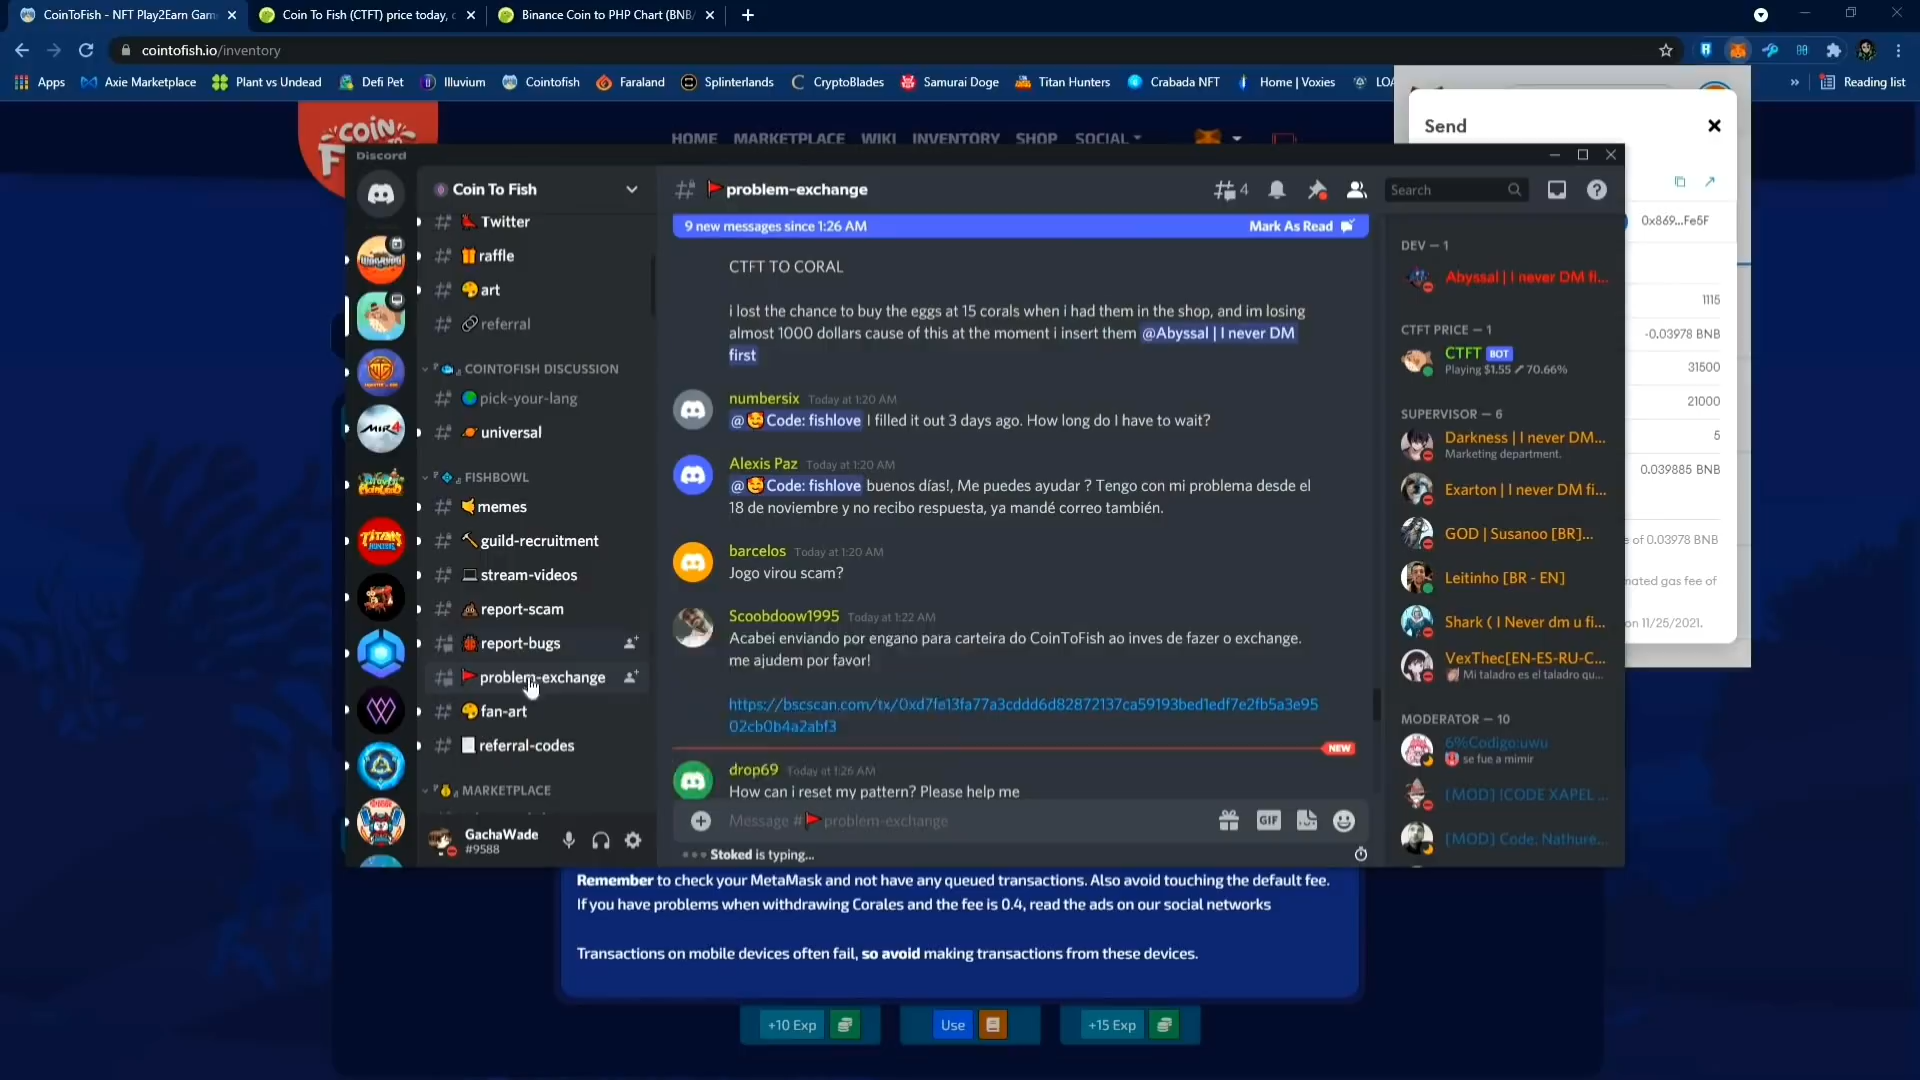 CoinToFish - NFT Play2Earn Gam
Coin To Fish (CTFT) price today, c
Binance Coin to PHP Chart (BNB/
cointofish.io/inventory
Apps
Axie Marketplace
Plant vs Undead
Defi Pet
Illuvium
Cointofish
Faraland
Splinterlands
CryptoBlades
Samurai Doge
Titan Hunters
Crabada NFT
Home | Voxies
LOA
Reading list
COIN
HOME
MARKETPLACE
WIKI
INVENTORY
SHOP
SOCIAL
Send
0x869...Fe5F
1115
-0.03978 BNB
31500
21000
5
0.039885 BNB
e of 0.03978 BNB
nated gas fee of
on 11/25/2021.
Discord
Coin To Fish
Twitter
raffle
art
referral
COINTOFISH DISCUSSION
pick-your-lang
universal
FISHBOWL
memes
guild-recruitment
stream-videos
report-scam
report-bugs
problem-exchange
fan-art
referral-codes
MARKETPLACE
GachaWade
#9588
problem-exchange
4
Search
9 new messages since 1:26 AM
Mark As Read
CTFT TO CORAL
i lost the chance to buy the eggs at 15 corals when i had them in the shop, and im losing
almost 1000 dollars cause of this at the moment i insert them @Abyssal | I never DM
first
numbersix Today at 1:20 AM
@🥰Code: fishlove I filled it out 3 days ago. How long do I have to wait?
Alexis Paz Today at 1:20 AM
@🥰Code: fishlove buenos días!, Me puedes ayudar ? Tengo con mi problema desde el
18 de noviembre y no recibo respuesta, ya mandé correo también.
barcelos Today at 1:20 AM
Jogo virou scam?
Scoobdoow1995 Today at 1:22 AM
Acabei enviando por engano para carteira do CoinToFish ao inves de fazer o exchange.
me ajudem por favor!
https://bscscan.com/tx/0xd7fe13fa77a3cddd6d82872137ca59193bed1edf7e2fb5a3e95
02cb0b4a2abf3
NEW
drop69 Today at 1:26 AM
How can i reset my pattern? Please help me
Message #🚩problem-exchange
GIF
Stoked is typing...
DEV — 1
Abyssal | I never DM fi...
CTFT PRICE — 1
CTFT BOT
Playing $1.55 ↗ 70.66%
SUPERVISOR — 6
Darkness | I never DM...
Marketing department.
Exarton | I never DM fi...
GOD | Susanoo [BR]...
Leitinho [BR - EN]
Shark ( I Never dm u fi...
VexThec[EN-ES-RU-C...
Mi taladro es el taladro qu...
MODERATOR — 10
6%Codigo:uwu
se fue a mimir
[MOD] !CODE XAPEL ...
[MOD] Code. Nathure...
Remember to check your MetaMask and not have any queued transactions. Also avoid touching the default fee.
If you have problems when withdrawing Corales and the fee is 0.4, read the ads on our social networks
Transactions on mobile devices often fail, so avoid making transactions from these devices.
+10 Exp
Use
+15 Exp